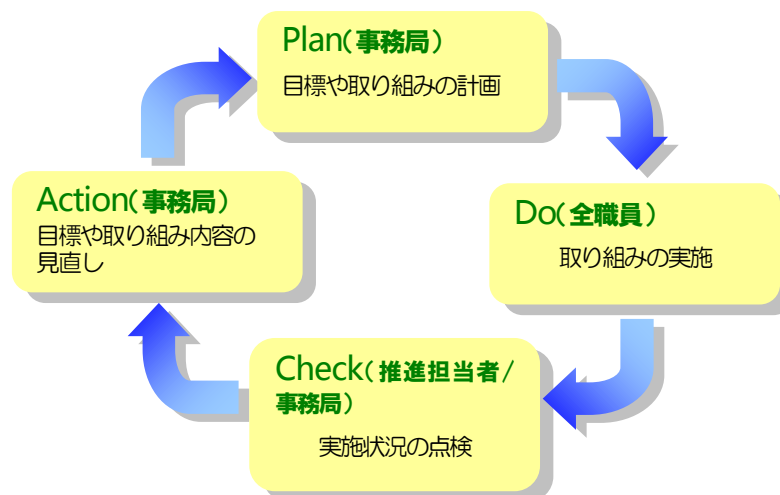 Plan(事務局)
目標や取り組みの計画
Do(全職員)
取り組みの実施
Check(推進担当者/
事務局)
実施状況の点検
Action(事務局)
目標や取り組み内容の
見直し